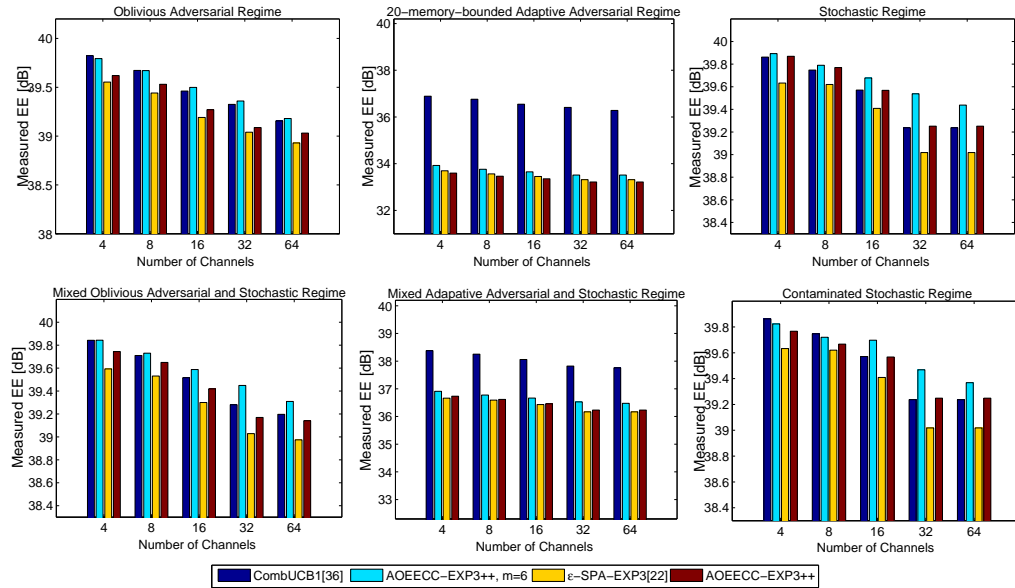 Oblivious Adversarial Regime
40
39.5
39
38.5
38
Measured EE [dB]
4 8 16 32 64
Number of Channels
20−memory−bounded Adaptive Adversarial Regime
40
38
36
34
32
Measured EE [dB]
4 8 16 32 64
Number of Channels
Stochastic Regime
40
39.8
39.6
39.4
39.2
39
38.8
38.6
38.4
Measured EE [dB]
4 8 16 32 64
Number of Channels
Mixed Oblivious Adversarial and Stochastic Regime
40
39.8
39.6
39.4
39.2
39
38.8
38.6
38.4
Measured EE [dB]
4 8 16 32 64
Number of Channels
Mixed Adapative Adversarial and Stochastic Regime
40
39
38
37
36
35
34
33
Measured EE [dB]
4 8 16 32 64
Number of Channels
Contaminated Stochastic Regime
39.8
39.6
39.4
39.2
39
38.8
38.6
38.4
Measured EE [dB]
4 8 16 32 64
Number of Channels
CombUCB1[36] AOEECC−EXP3++, m=6 ε−SPA−EXP3[22] AOEECC−EXP3++